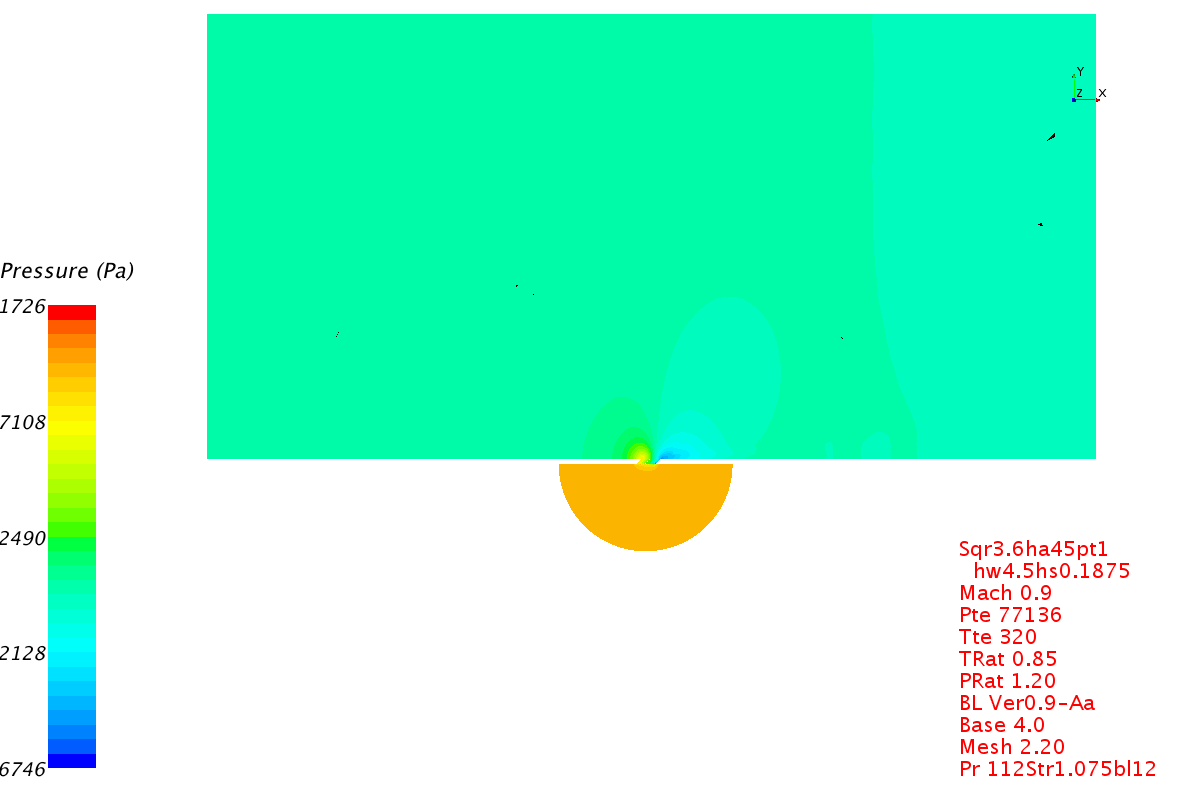 Y
Z X
Pressure (Pa)
1726
7108
2490
2128
6746
Sqr3.6ha45pt1
hw4.5hs0.1875
Mach 0.9
Pte 77136
Tte 320
TRat 0.85
PRat 1.20
BL Ver0.9-Aa
Base 4.0
Mesh 2.20
Pr 112Str1.075bl12